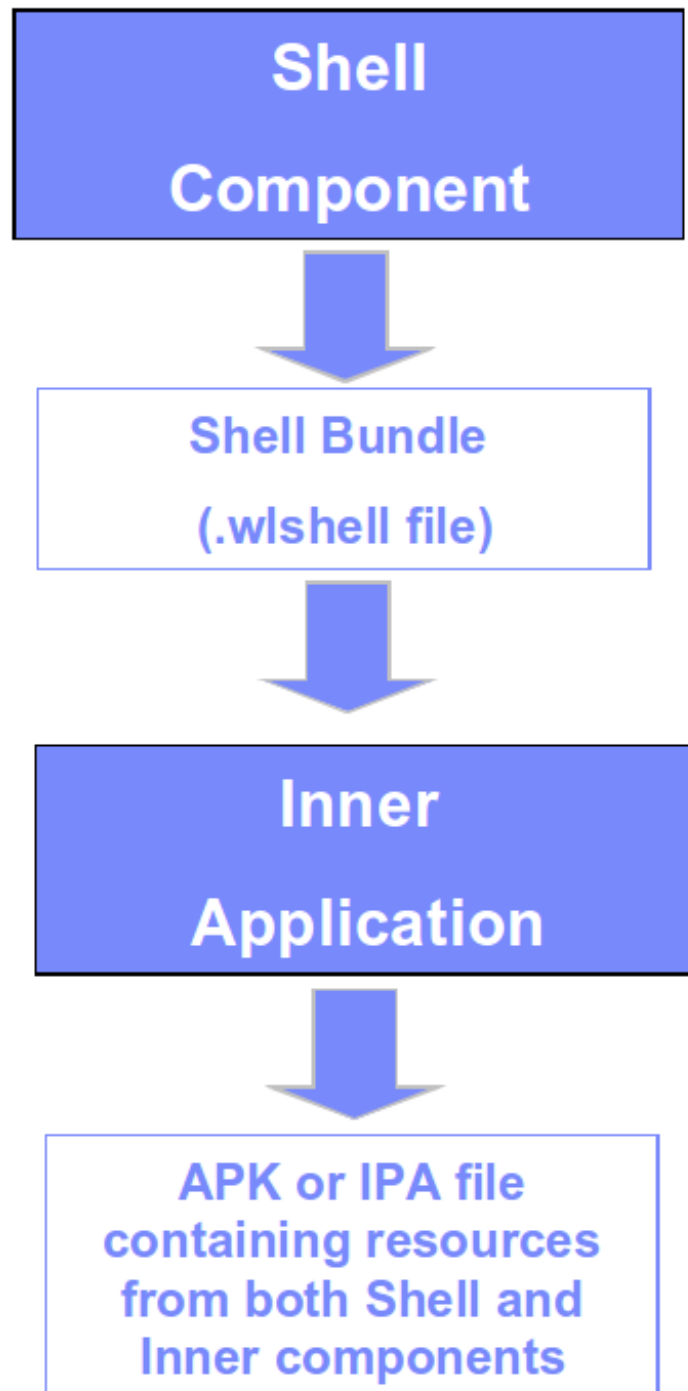 Shell
Component
Shell Bundle
(.wlshell file)
Inner
Application
APK or IPA file
containing resources
from both Shell and
Inner components